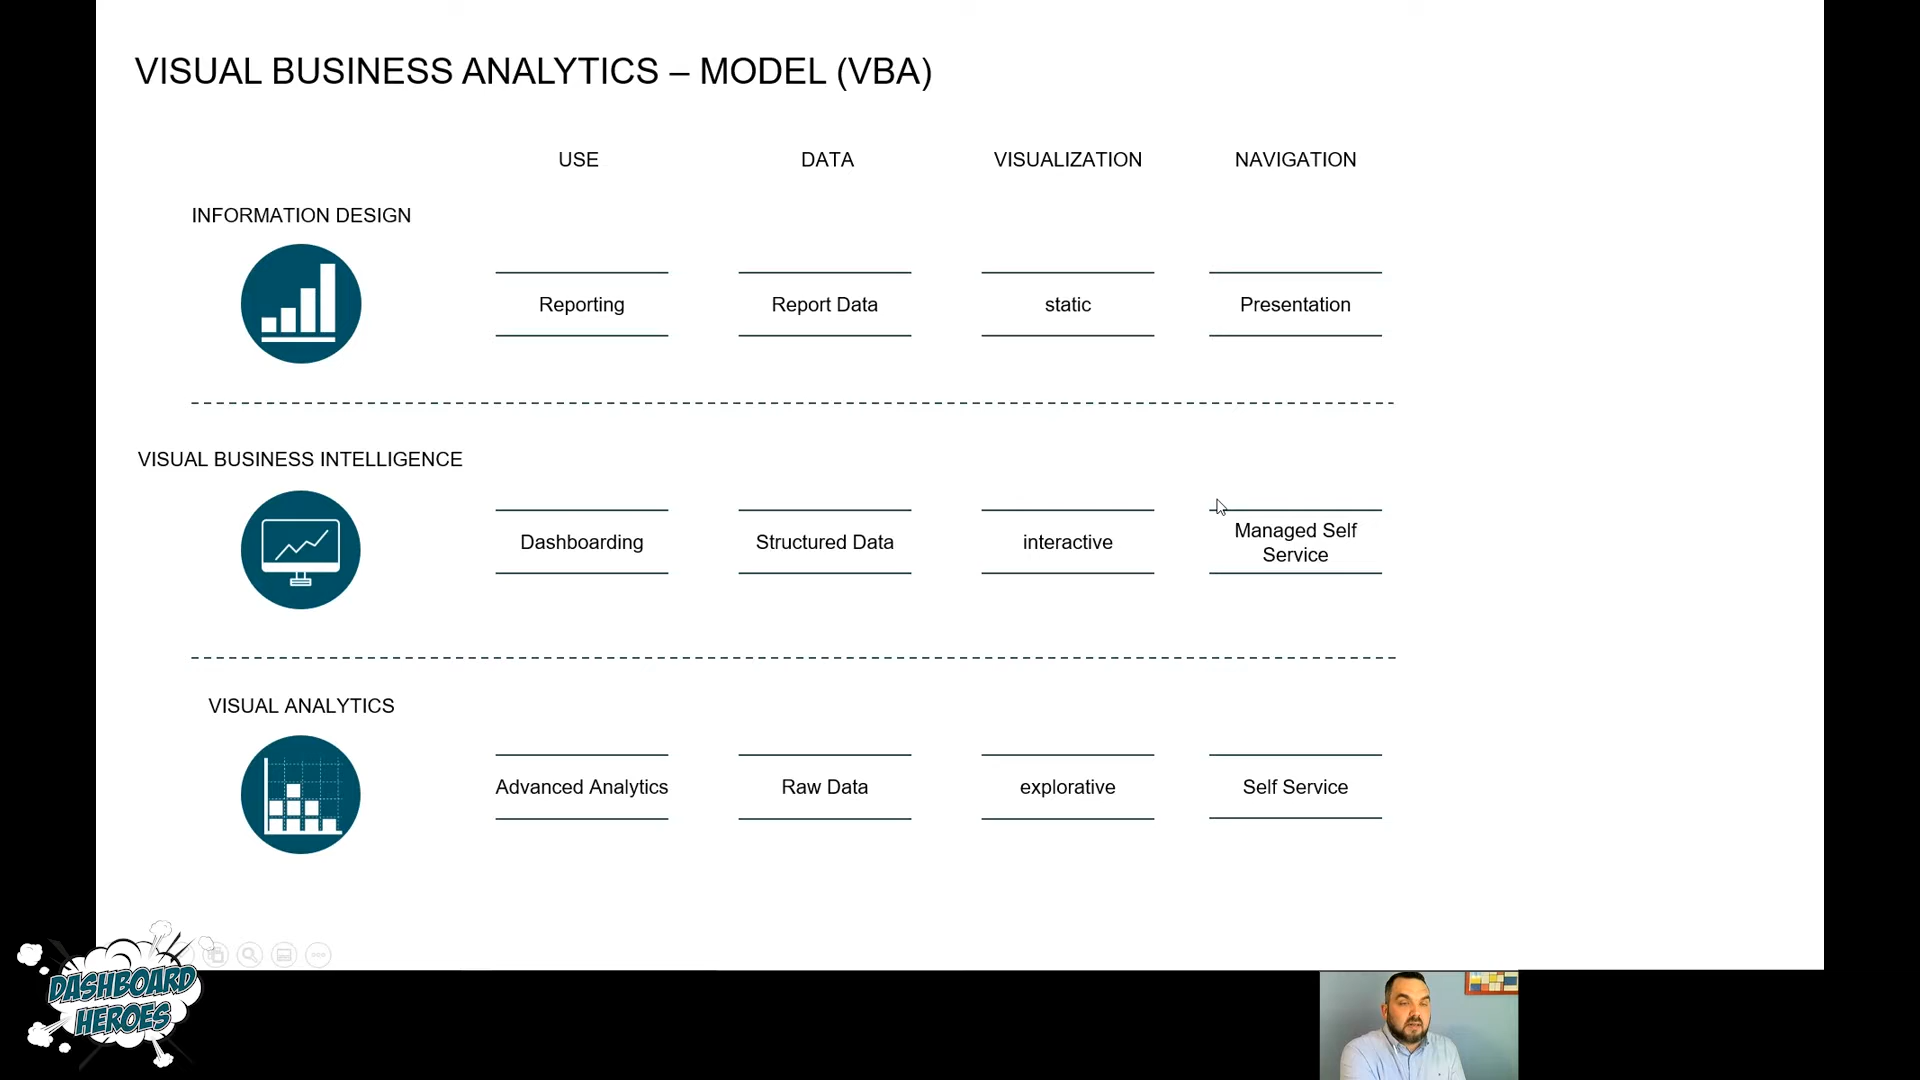 VISUAL BUSINESS ANALYTICS – MODEL (VBA)
USE DATA VISUALIZATION NAVIGATION
INFORMATION DESIGN
Reporting Report Data static Presentation
VISUAL BUSINESS INTELLIGENCE
Dashboarding Structured Data interactive Managed Self
Service
VISUAL ANALYTICS
Advanced Analytics Raw Data explorative Self Service
DASHBOARD
HEROES